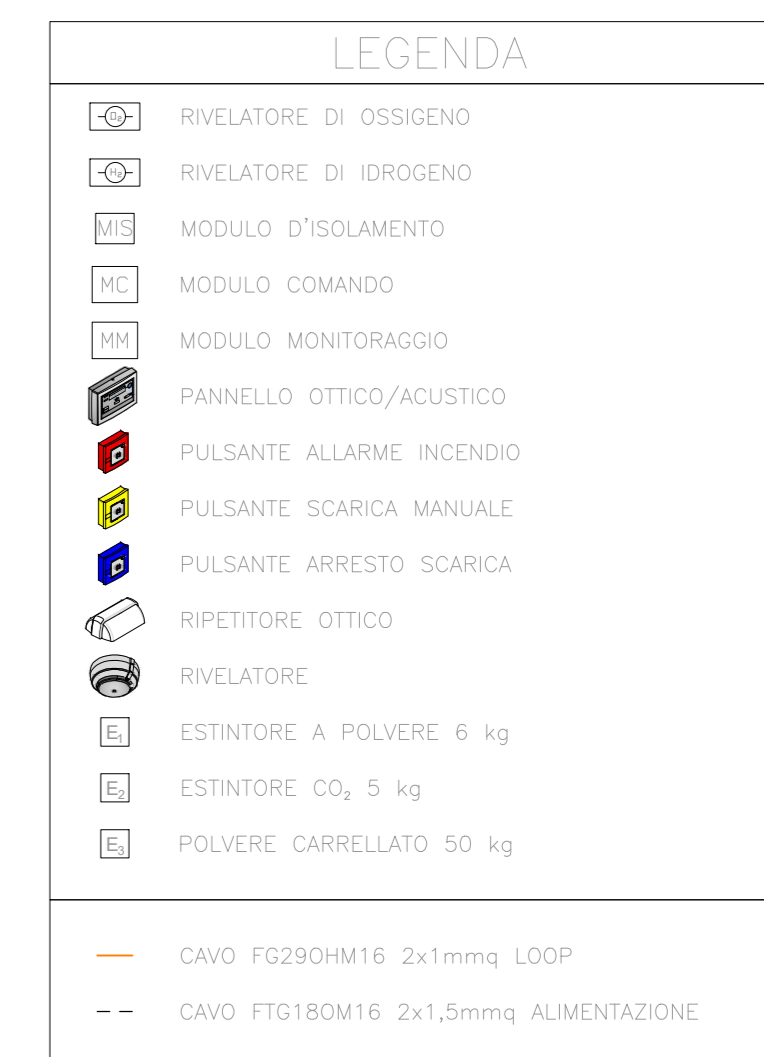 LEGENDA
O₂ RIVELATORE DI OSSIGENO
H₂ RIVELATORE DI IDROGENO
MIS MODULO D'ISOLAMENTO
MC MODULO COMANDO
MM MODULO MONITORAGGIO
PANNELLO OTTICO/ACUSTICO
PULSANTE ALLARME INCENDIO
PULSANTE SCARICA MANUALE
PULSANTE ARRESTO SCARICA
RIPETITORE OTTICO
RIVELATORE
E₁ ESTINTORE A POLVERE 6 kg
E₂ ESTINTORE CO₂ 5 kg
E₃ POLVERE CARRELLATO 50 kg
CAVO FG29OHM16 2x1mmq LOOP
CAVO FTG18OM16 2x1,5mmq ALIMENTAZIONE